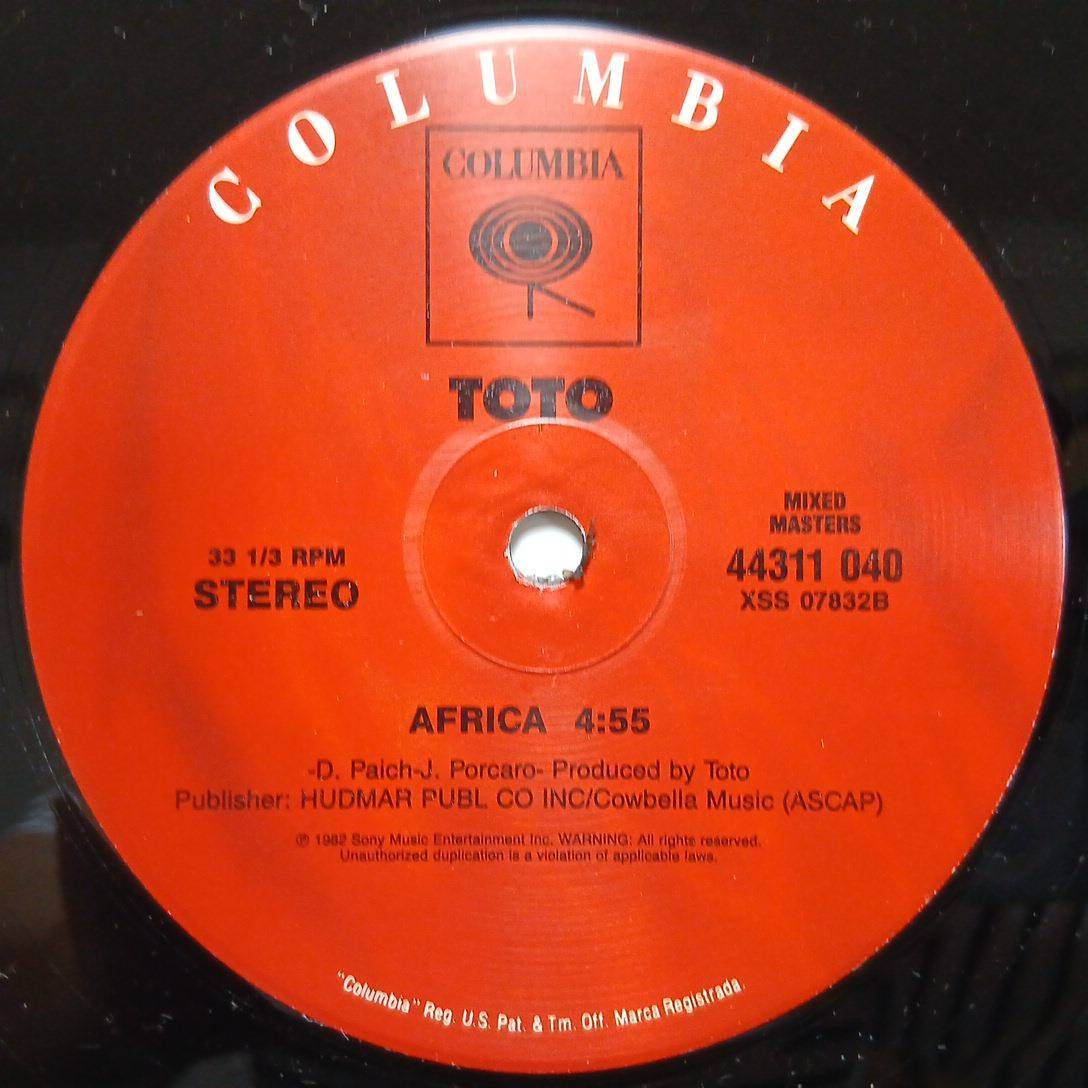 COLUMBIA
COLUMBIA
TOTO
33 1/3 RPM
STEREO
MIXED
MASTERS
44311 040
XSS 07832B
AFRICA 4:55
-D. Paich-J. Porcaro- Produced by Toto
Publisher: HUDMAR PUBL CO INC/Cowbella Music (ASCAP)
℗ 1982 Sony Music Entertainment Inc. WARNING: All rights reserved.
Unauthorized duplication is a violation of applicable laws.
"Columbia" Reg. U.S. Pat. & Tm. Off. Marca Registrada.